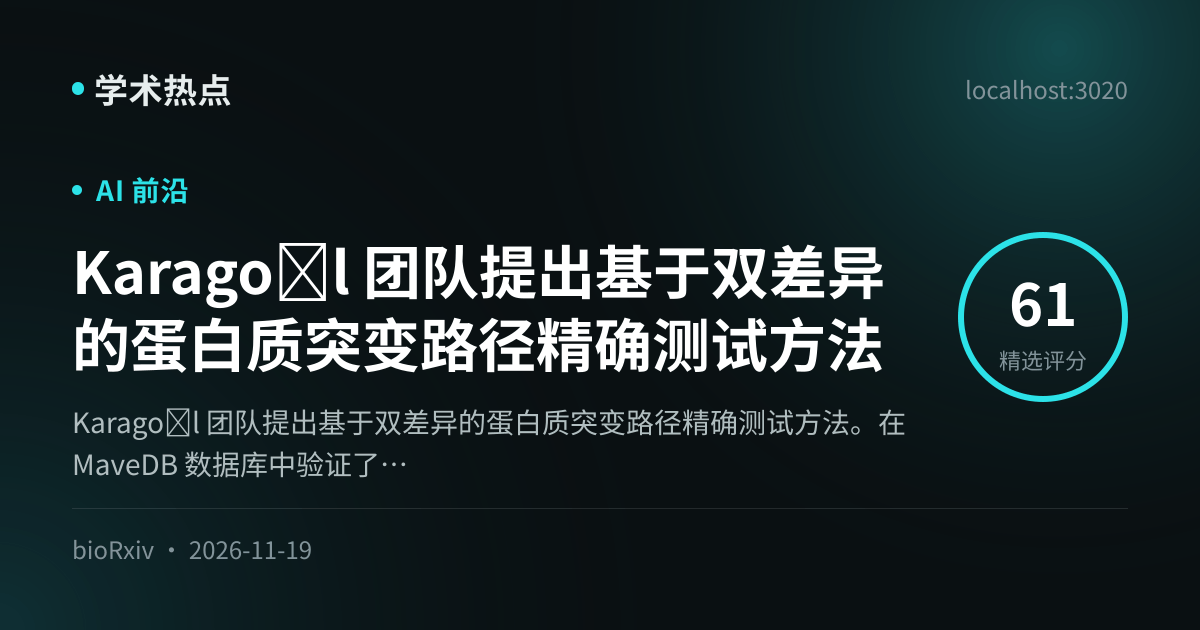 学术热点
localhost:3020
AI 前沿
Karago□l 团队提出基于双差异
的蛋白质突变路径精确测试方法
61
精选评分
Karago□l 团队提出基于双差异的蛋白质突变路径精确测试方法。在
MaveDB 数据库中验证了…
bioRxiv · 2026-11-19